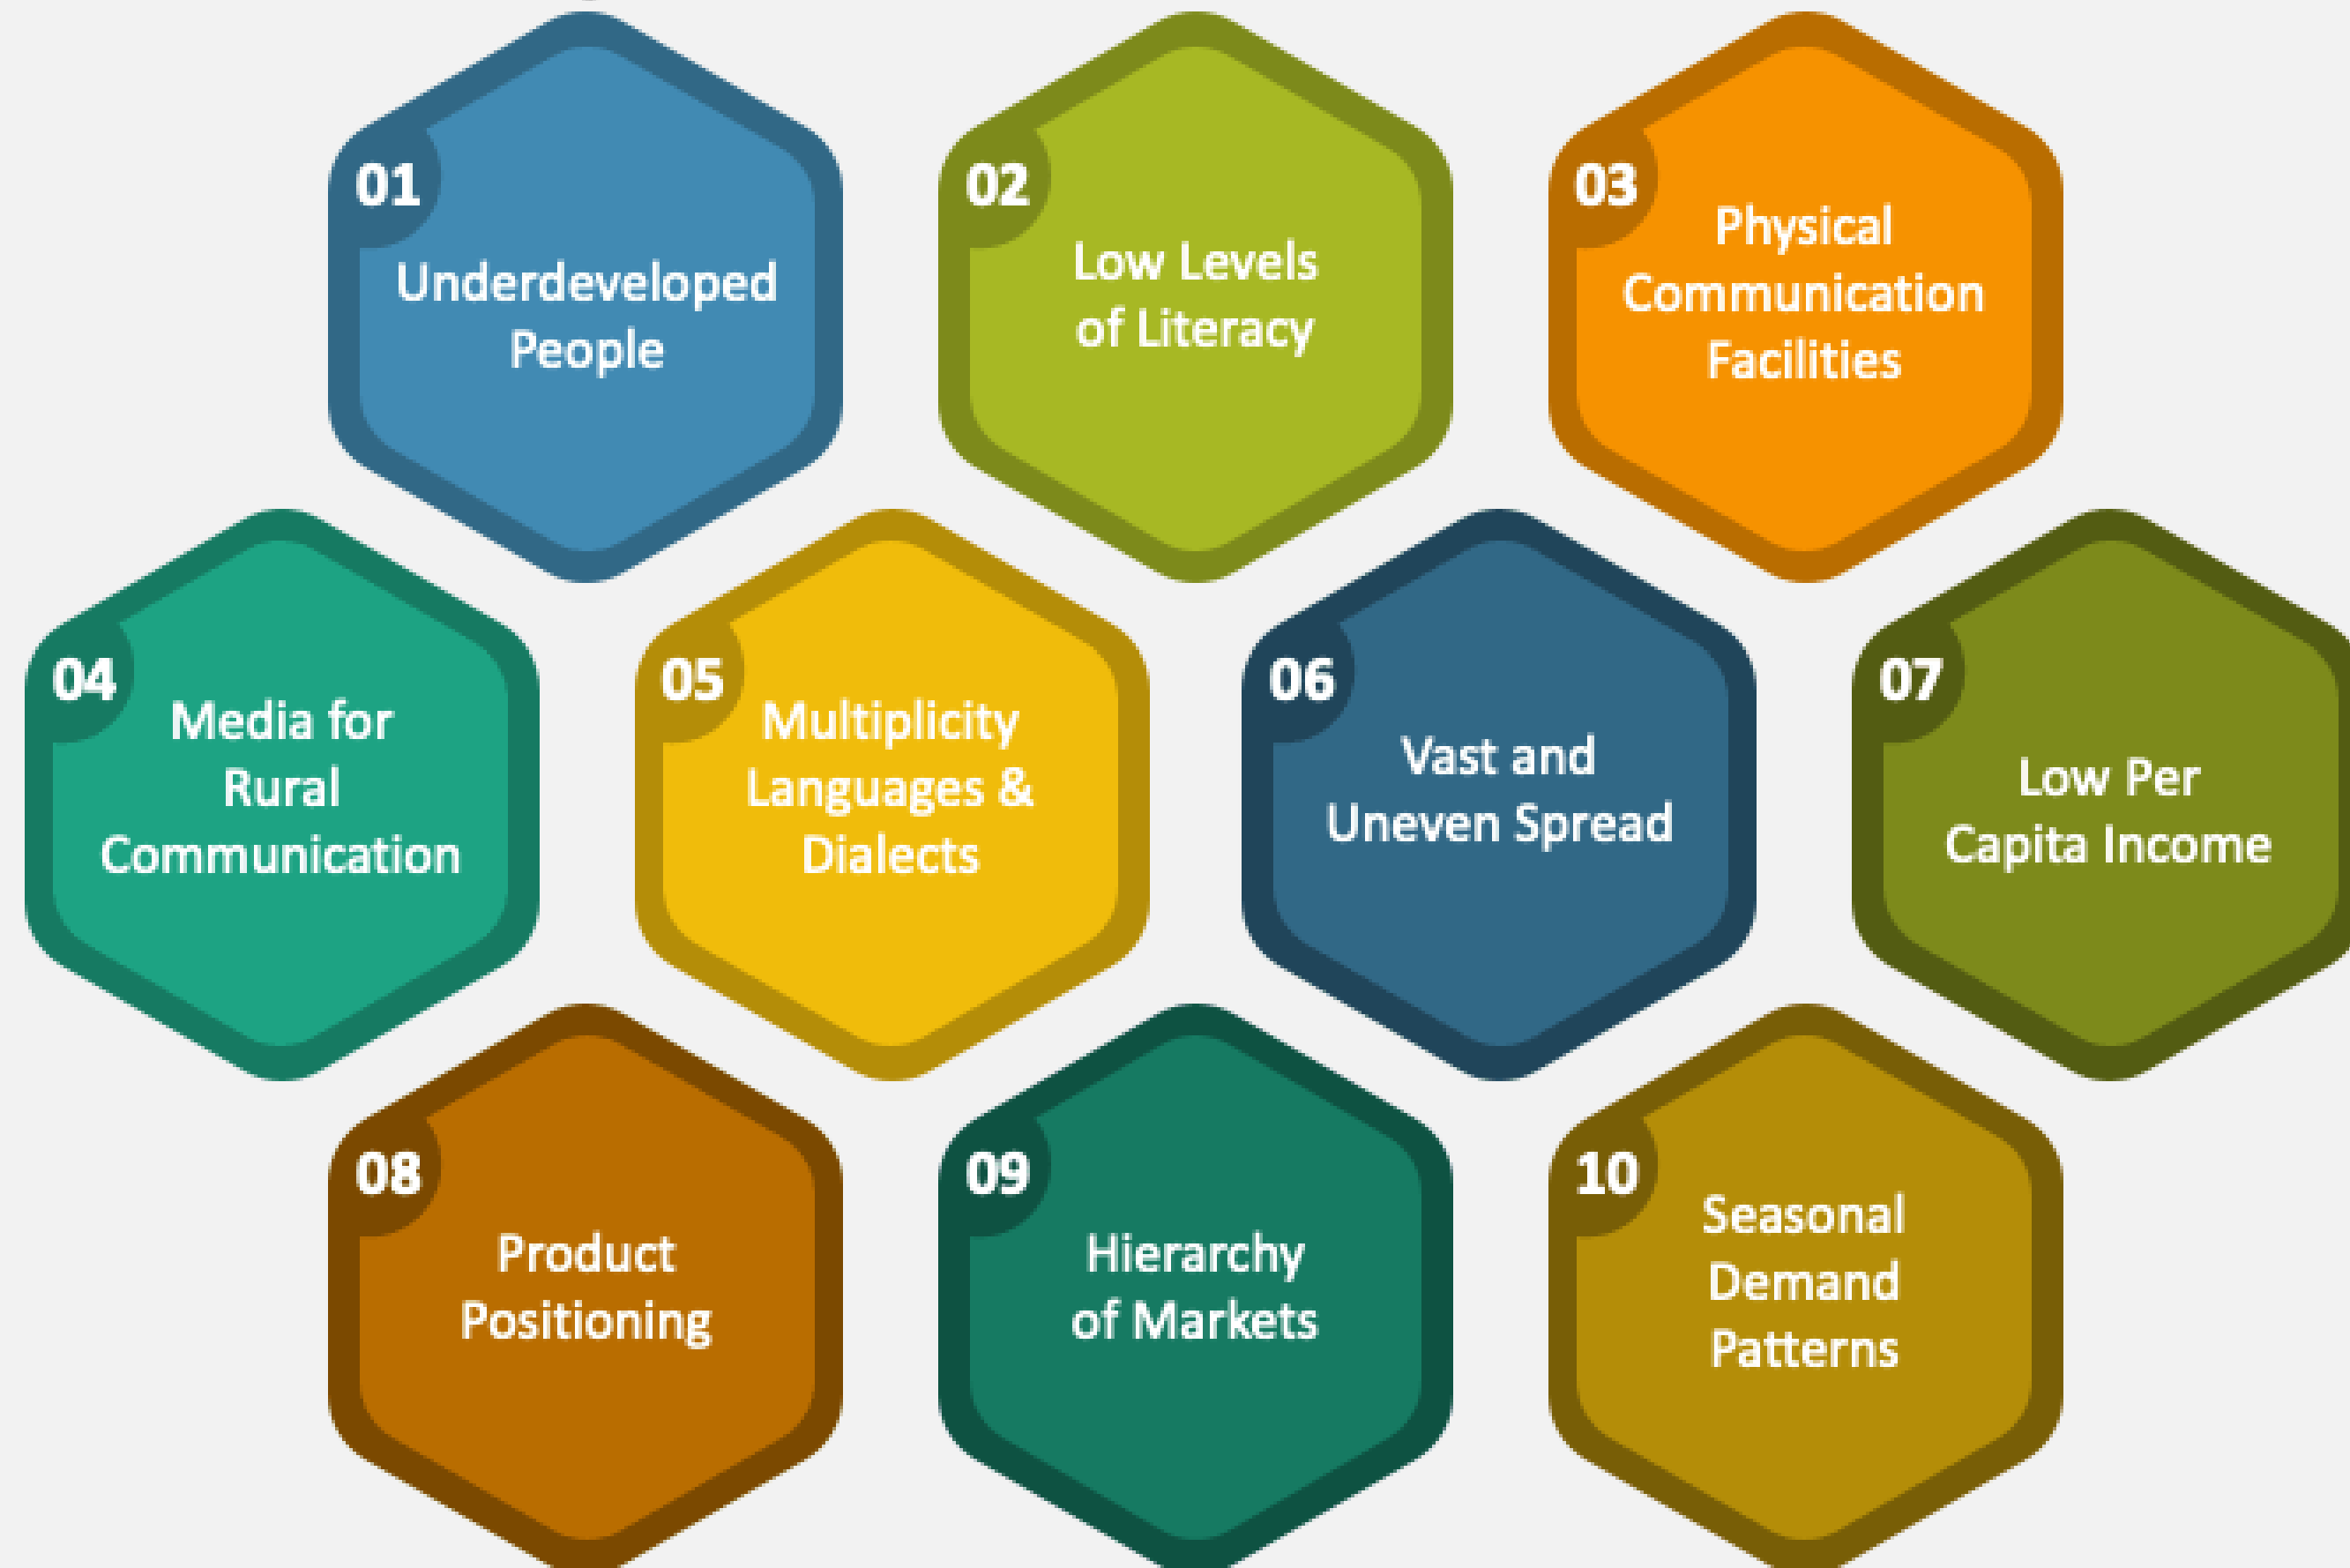 01
Underdeveloped
People
02
Low Levels
of Literacy
03
Physical
Communication
Facilities
04
Media for
Rural
Communication
05
Multiplicity
Languages &
Dialects
06
Vast and
Uneven Spread
07
Low Per
Capita Income
08
Product
Positioning
09
Hierarchy
of Markets
10
Seasonal
Demand
Patterns